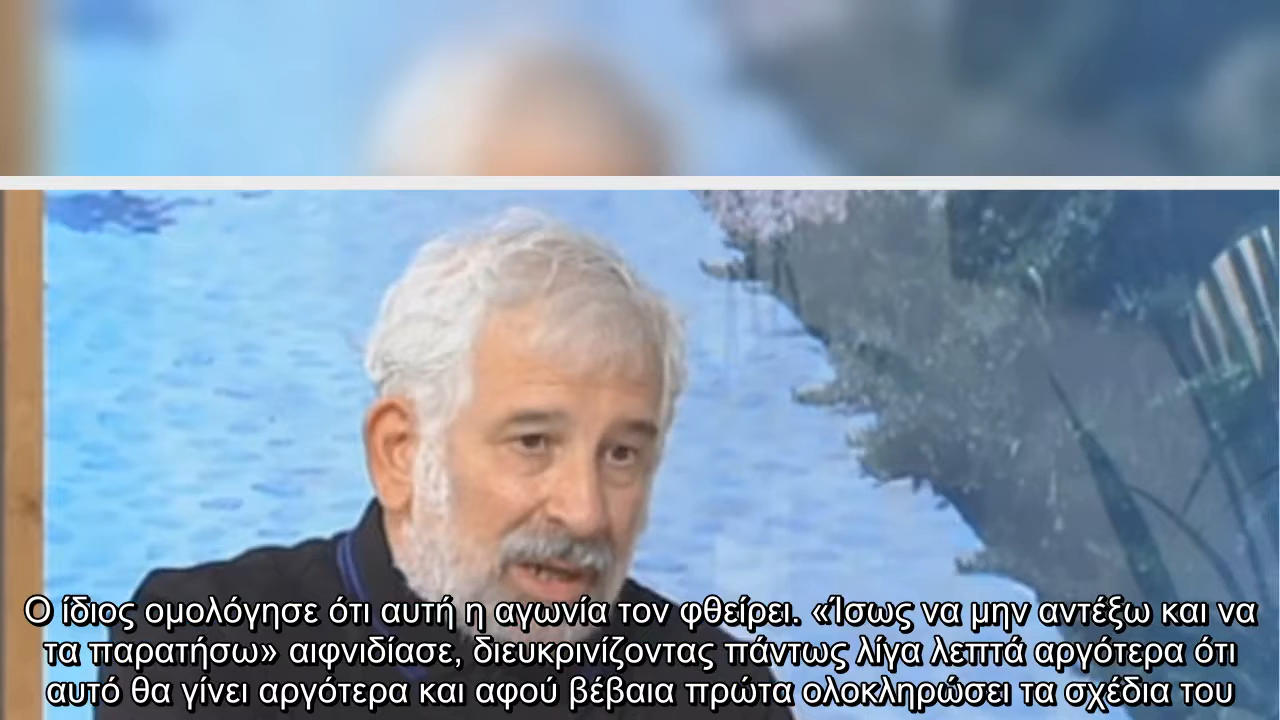 Ο ίδιος ομολόγησε ότι αυτή η αγωνία τον φθείρει. «Ίσως να μην αντέξω και να
τα παρατήσω» αιφνιδίασε, διευκρινίζοντας πάντως λίγα λεπτά αργότερα ότι
αυτό θα γίνει αργότερα και αφού βέβαια πρώτα ολοκληρώσει τα σχέδια του